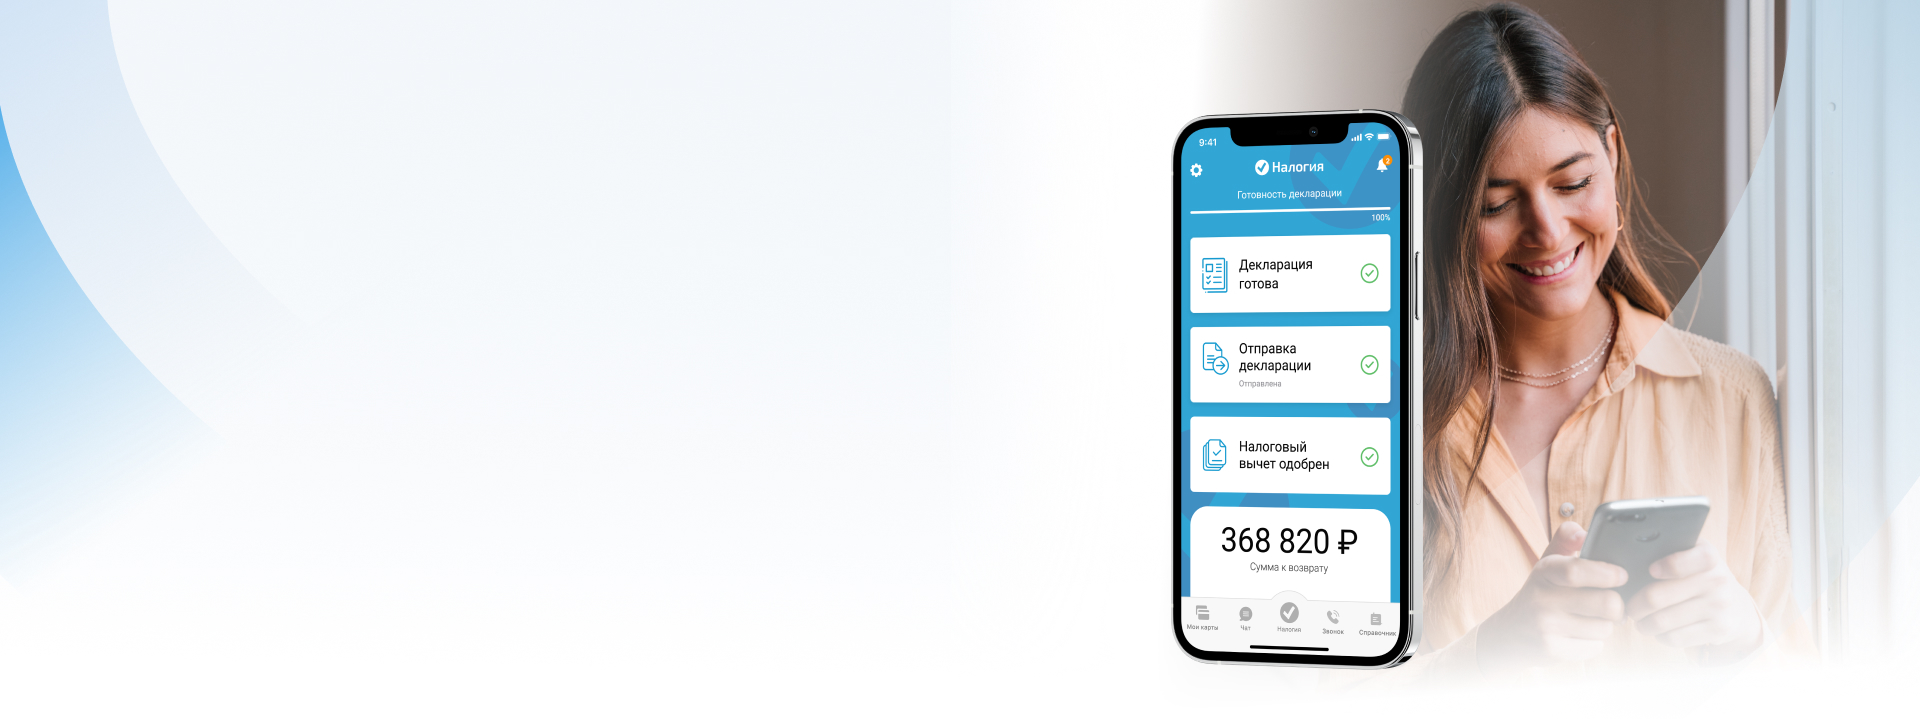 9:41
Налогия
2
Готовность декларации
100%
Декларация
готова
Отправка
декларации
Отправлена
Налоговый
вычет одобрен
368 820 ₽
Сумма к возврату
Мои карты
Чат
Налогия
Звонок
Справочник